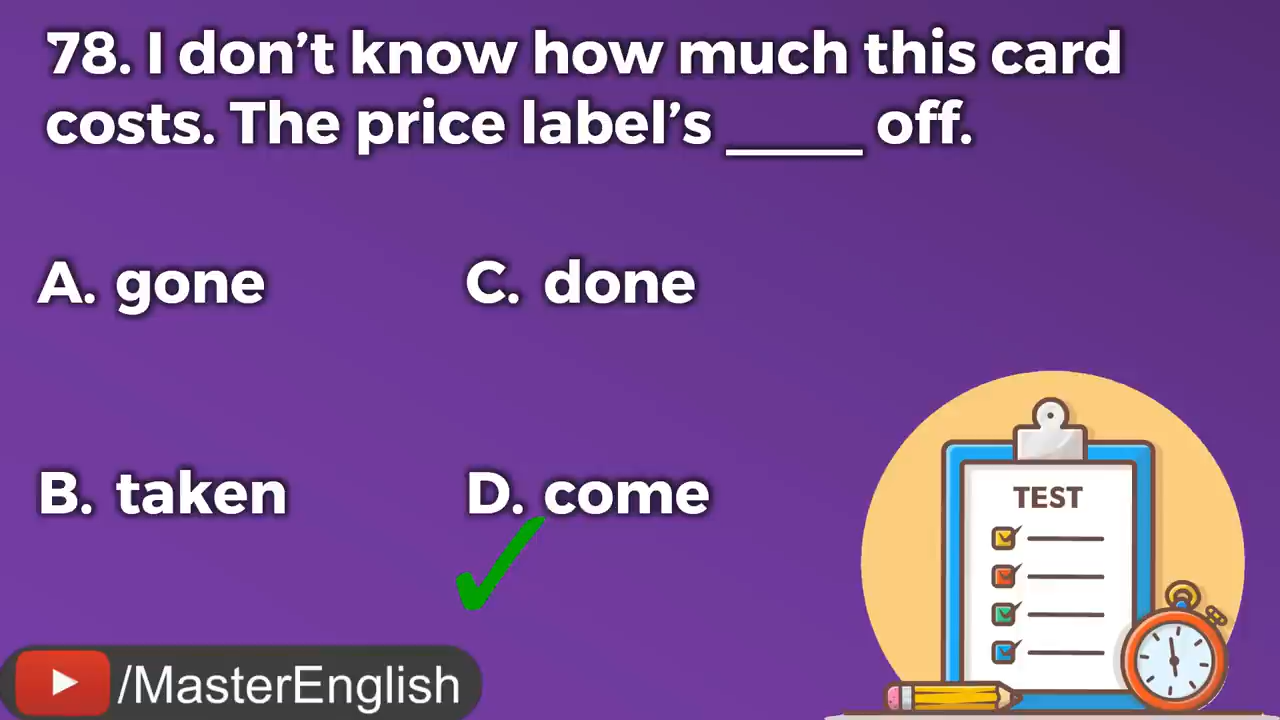 78. I don’t know how much this card
costs. The price label’s _____ off.
A. gone
C. done
B. taken
D. come
TEST
/MasterEnglish